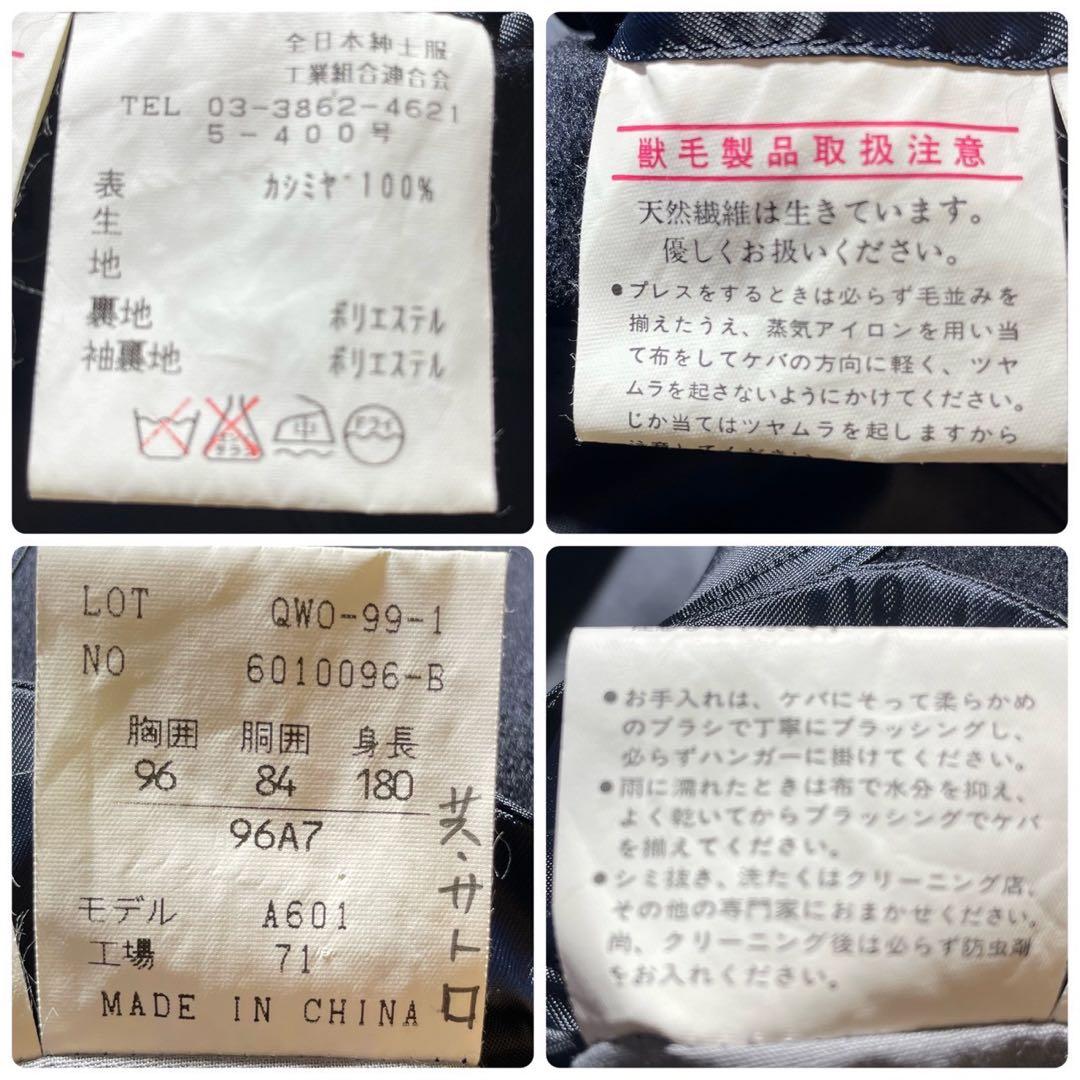 全日本紳士服
工業組合連合会
TEL 03-3862-4621
5-400号
表生地 カシミヤ 100%
裏地 ポリエステル
袖裏地 ポリエステル
中 F21
獣毛製品取扱注意
天然繊維は生きています。
優しくお扱いください。
●プレスをするときは必らず毛並みを
揃えたうえ、蒸気アイロンを用い当
て布をしてケバの方向に軽く、ツヤ
ムラを起さないようにかけてください。
じか当てはツヤムラを起しますから
注意してください
LOT QWO-99-1
NO 6010096-B
胸囲 胴囲 身長
96 84 180
96A7
モデル A601
工場 71
MADE IN CHINA
サトロ
●お手入れは、ケバにそって柔らかめ
のブラシで丁寧にブラッシングし、
必らずハンガーに掛けてください。
●雨に濡れたときは布で水分を抑え、
よく乾いてからブラッシングでケバ
を揃えてください。
●シミ抜き、洗たくはクリーニング店、
その他の専門家におまかせください。
尚、クリーニング後は必らず防虫剤
をお入れください。